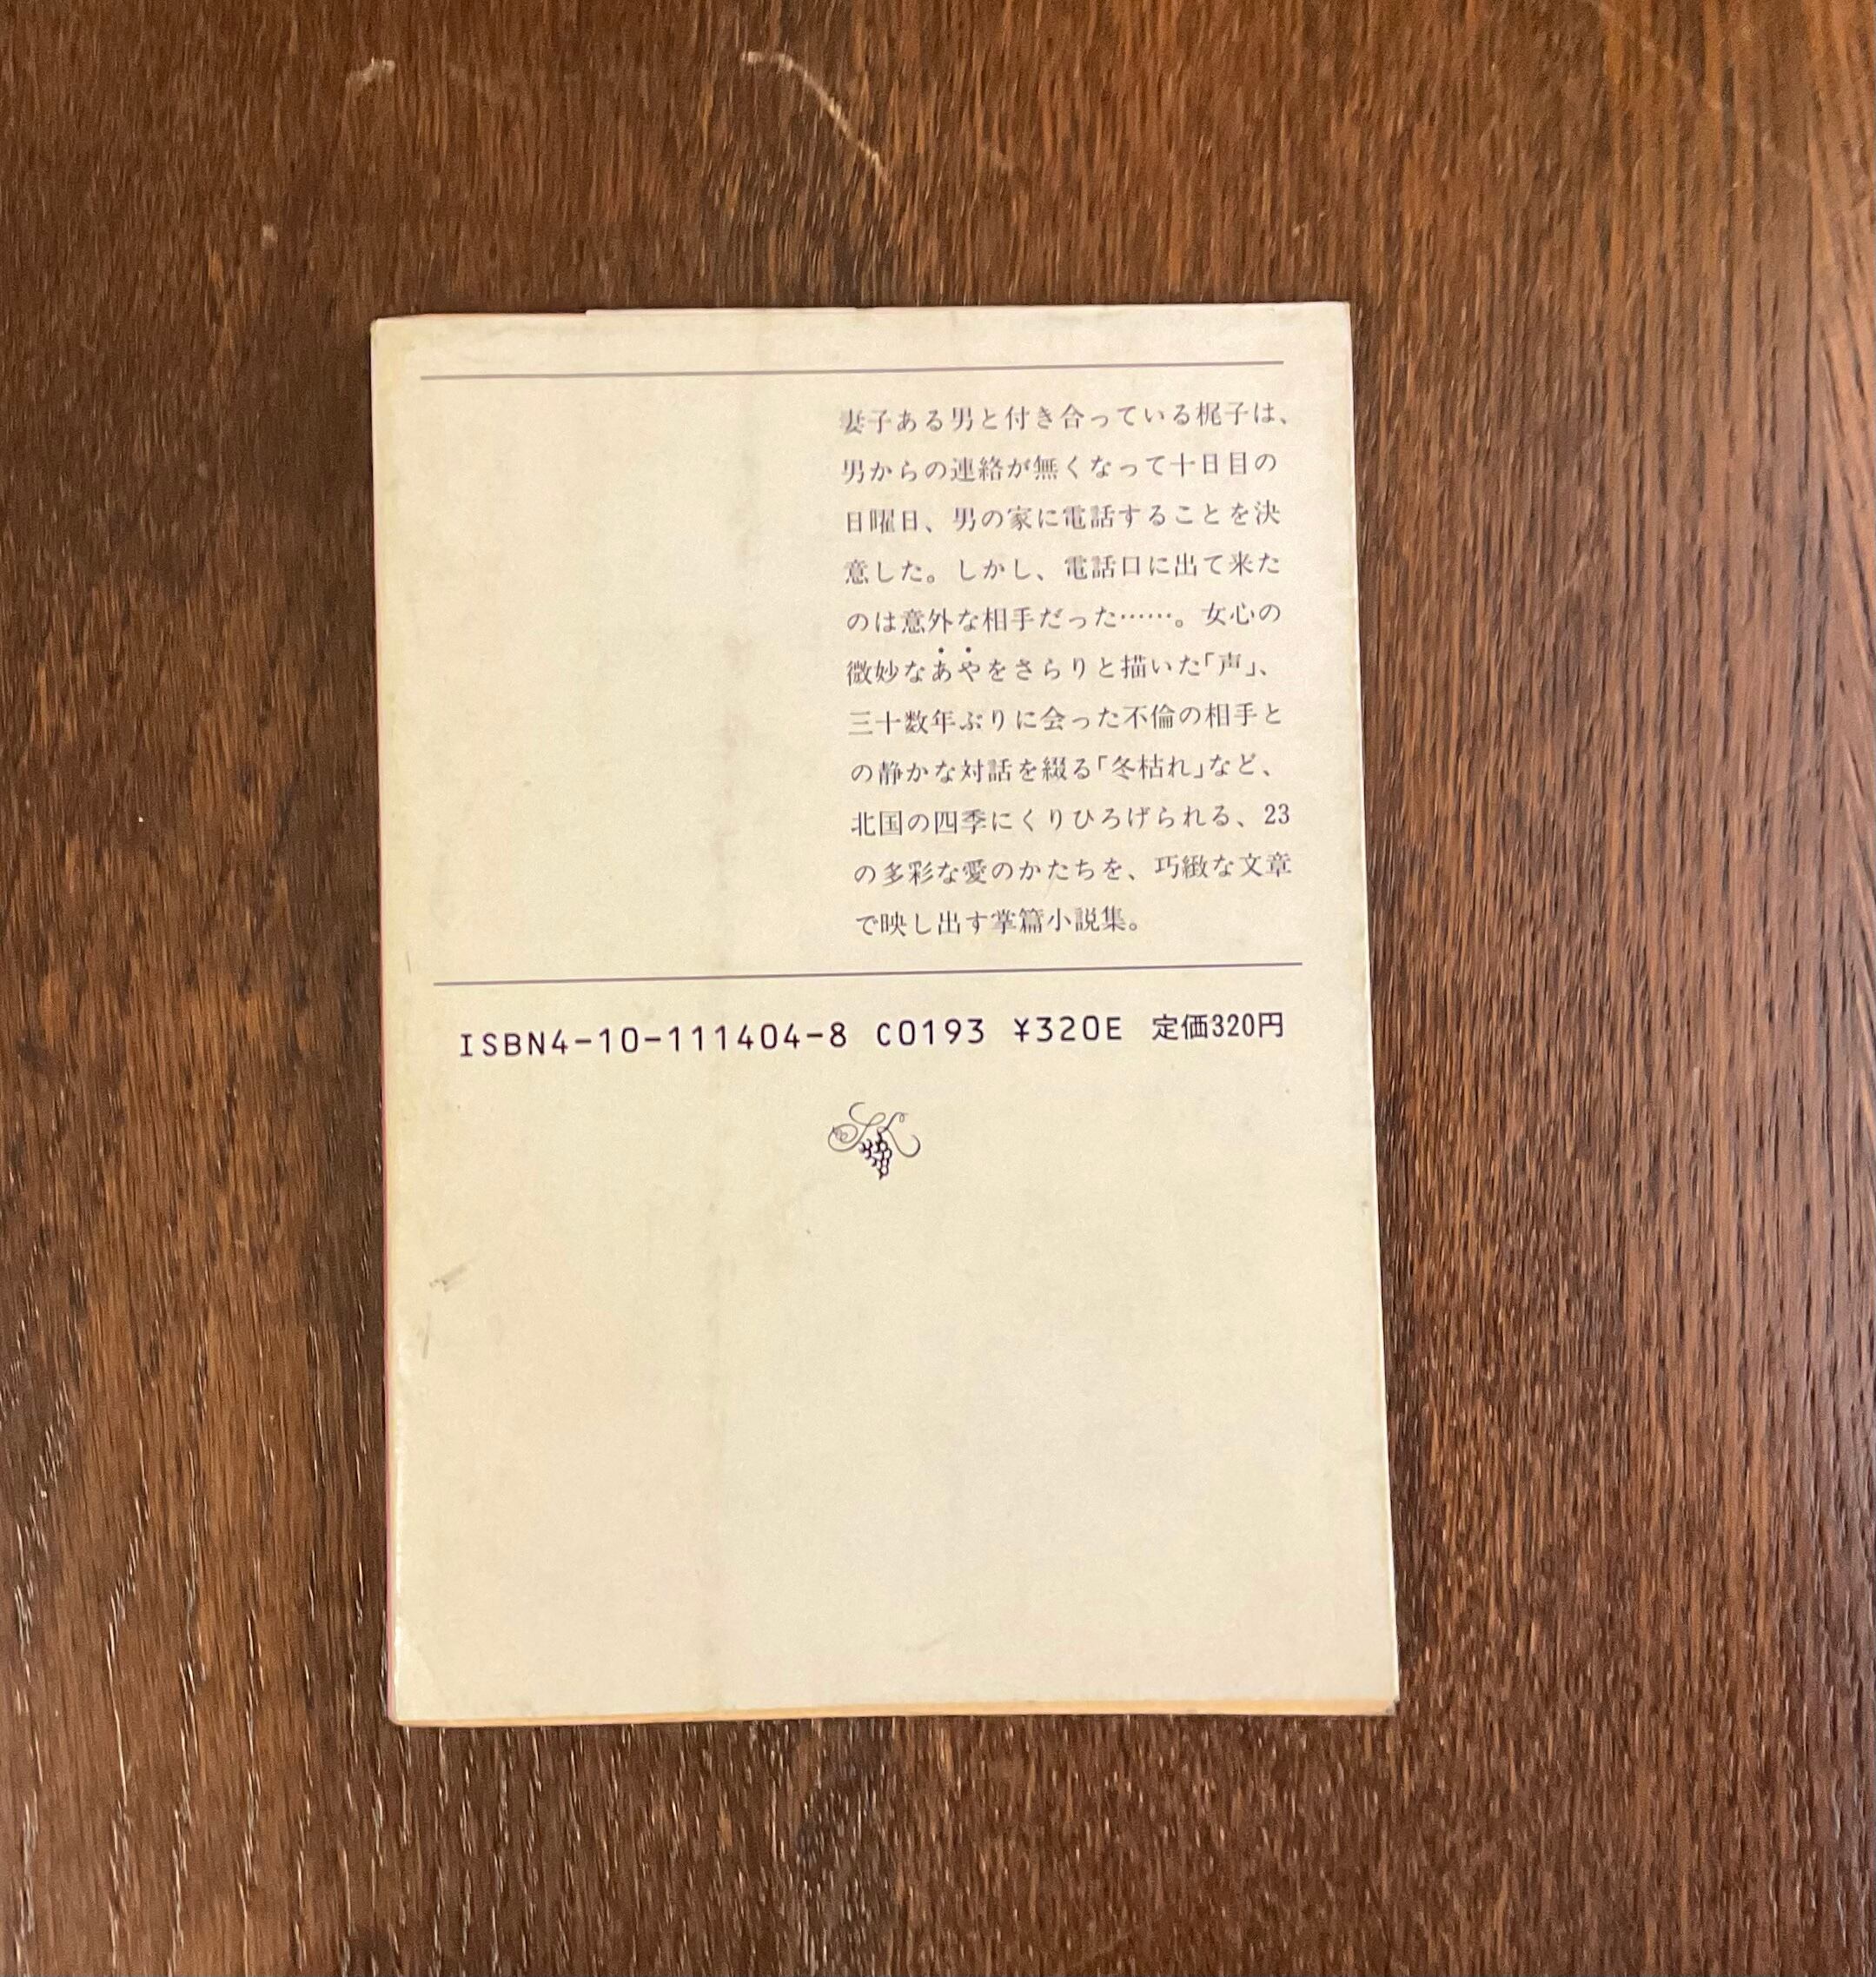 妻子ある男と付き合っている梶子は、
男からの連絡が無くなって十日目の
日曜日、男の家に電話することを決
意した。しかし、電話口に出て来た
のは意外な相手だった……。女心の
微妙なあやをさらりと描いた「声」、
三十数年ぶりに会った不倫の相手と
の静かな対話を綴る「冬枯れ」など、
北国の四季にくりひろげられる、23
の多彩な愛のかたちを、巧緻な文章
で映し出す掌篇小説集。
ISBN4-10-111404-8 C0193 ¥320E 定価320円